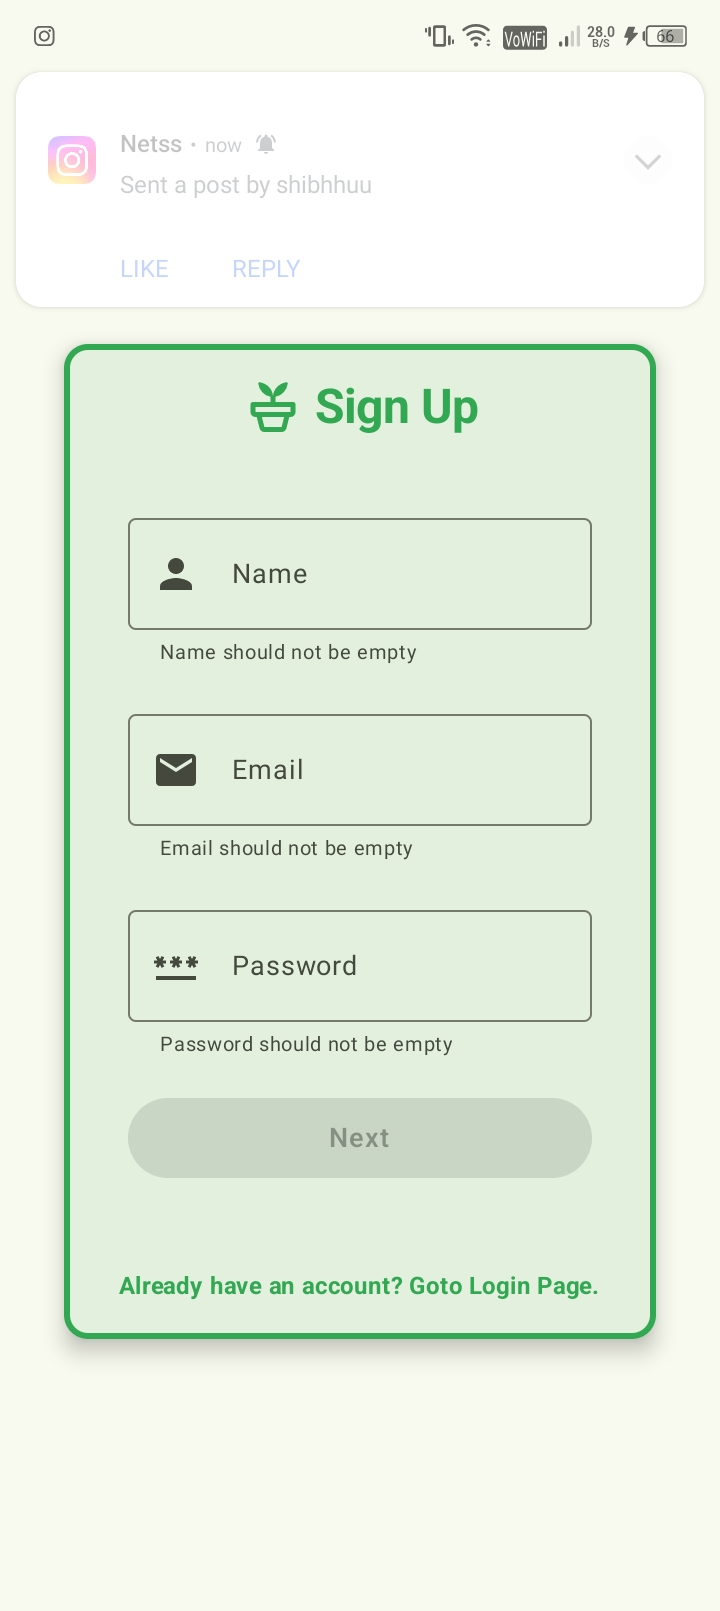 VoWiFi 28.0 B/S 66
Netss • now
Sent a post by shibhhuu
LIKE REPLY
Sign Up
Name
Name should not be empty
Email
Email should not be empty
Password
Password should not be empty
Next
Already have an account? Goto Login Page.